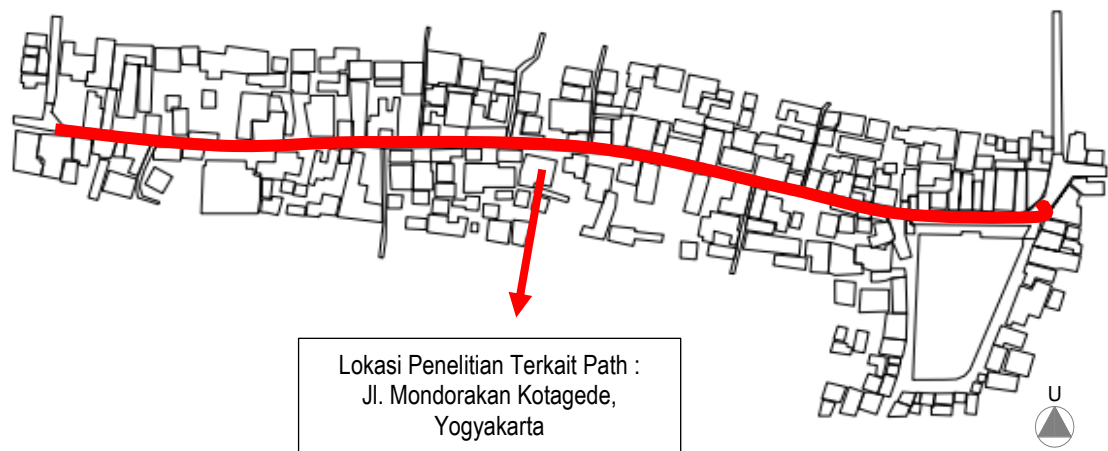 Lokasi Penelitian Terkait Path :
Jl. Mondorakan Kotagede,
Yogyakarta
U